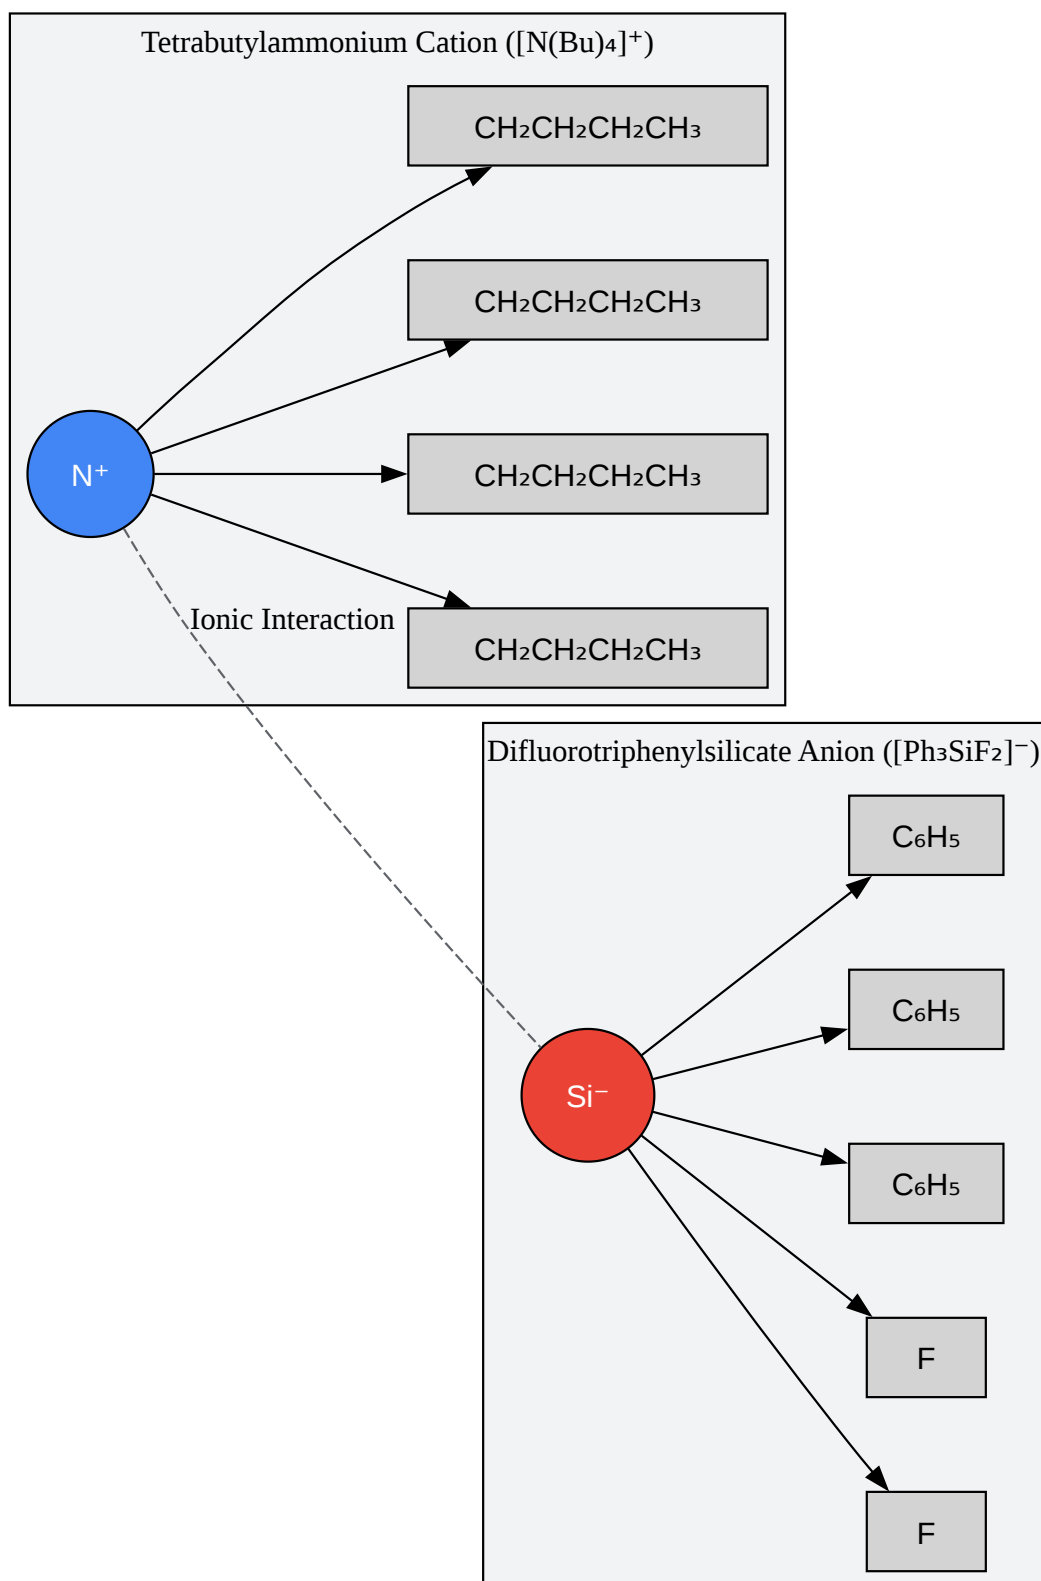 Tetrabutylammonium Cation ([N(Bu)₄]⁺)
CH₂CH₂CH₂CH₃
CH₂CH₂CH₂CH₃
N⁺
CH₂CH₂CH₂CH₃
Ionic Interaction
CH₂CH₂CH₂CH₃
Difluorotriphenylsilicate Anion ([Ph₃SiF₂]⁻)
C₆H₅
C₆H₅
Si⁻
C₆H₅
F
F